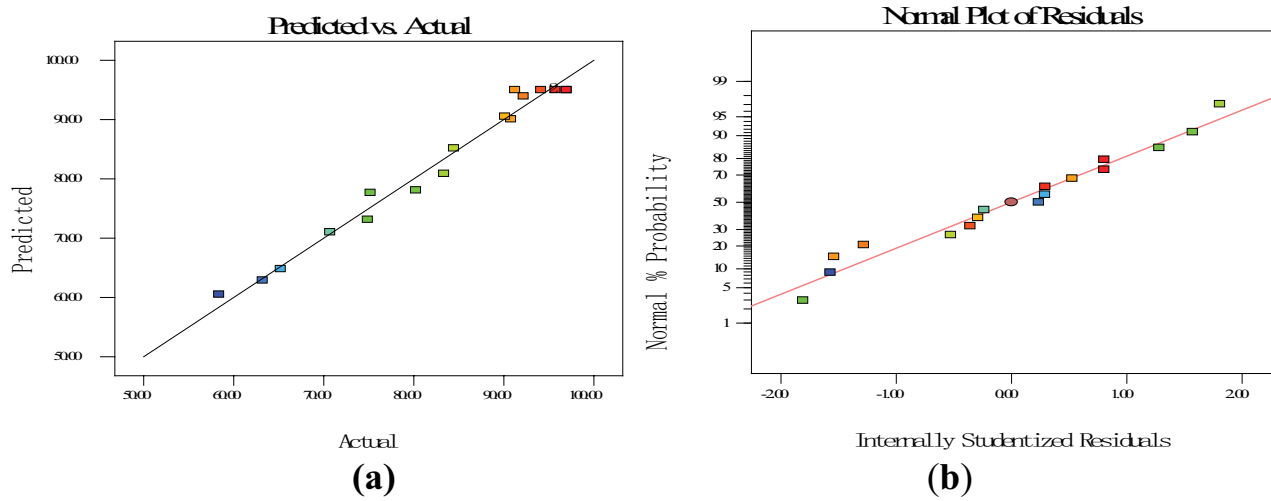 Predicted vs. Actual
Predicted
100.00
90.00
80.00
70.00
60.00
50.00
50.00 60.00 70.00 80.00 90.00 100.00
Actual
(a)
Normal Plot of Residuals
Normal % Probability
99
95
90
80
70
50
30
20
10
5
1
-2.00 -1.00 0.00 1.00 2.00
Internally Studentized Residuals
(b)